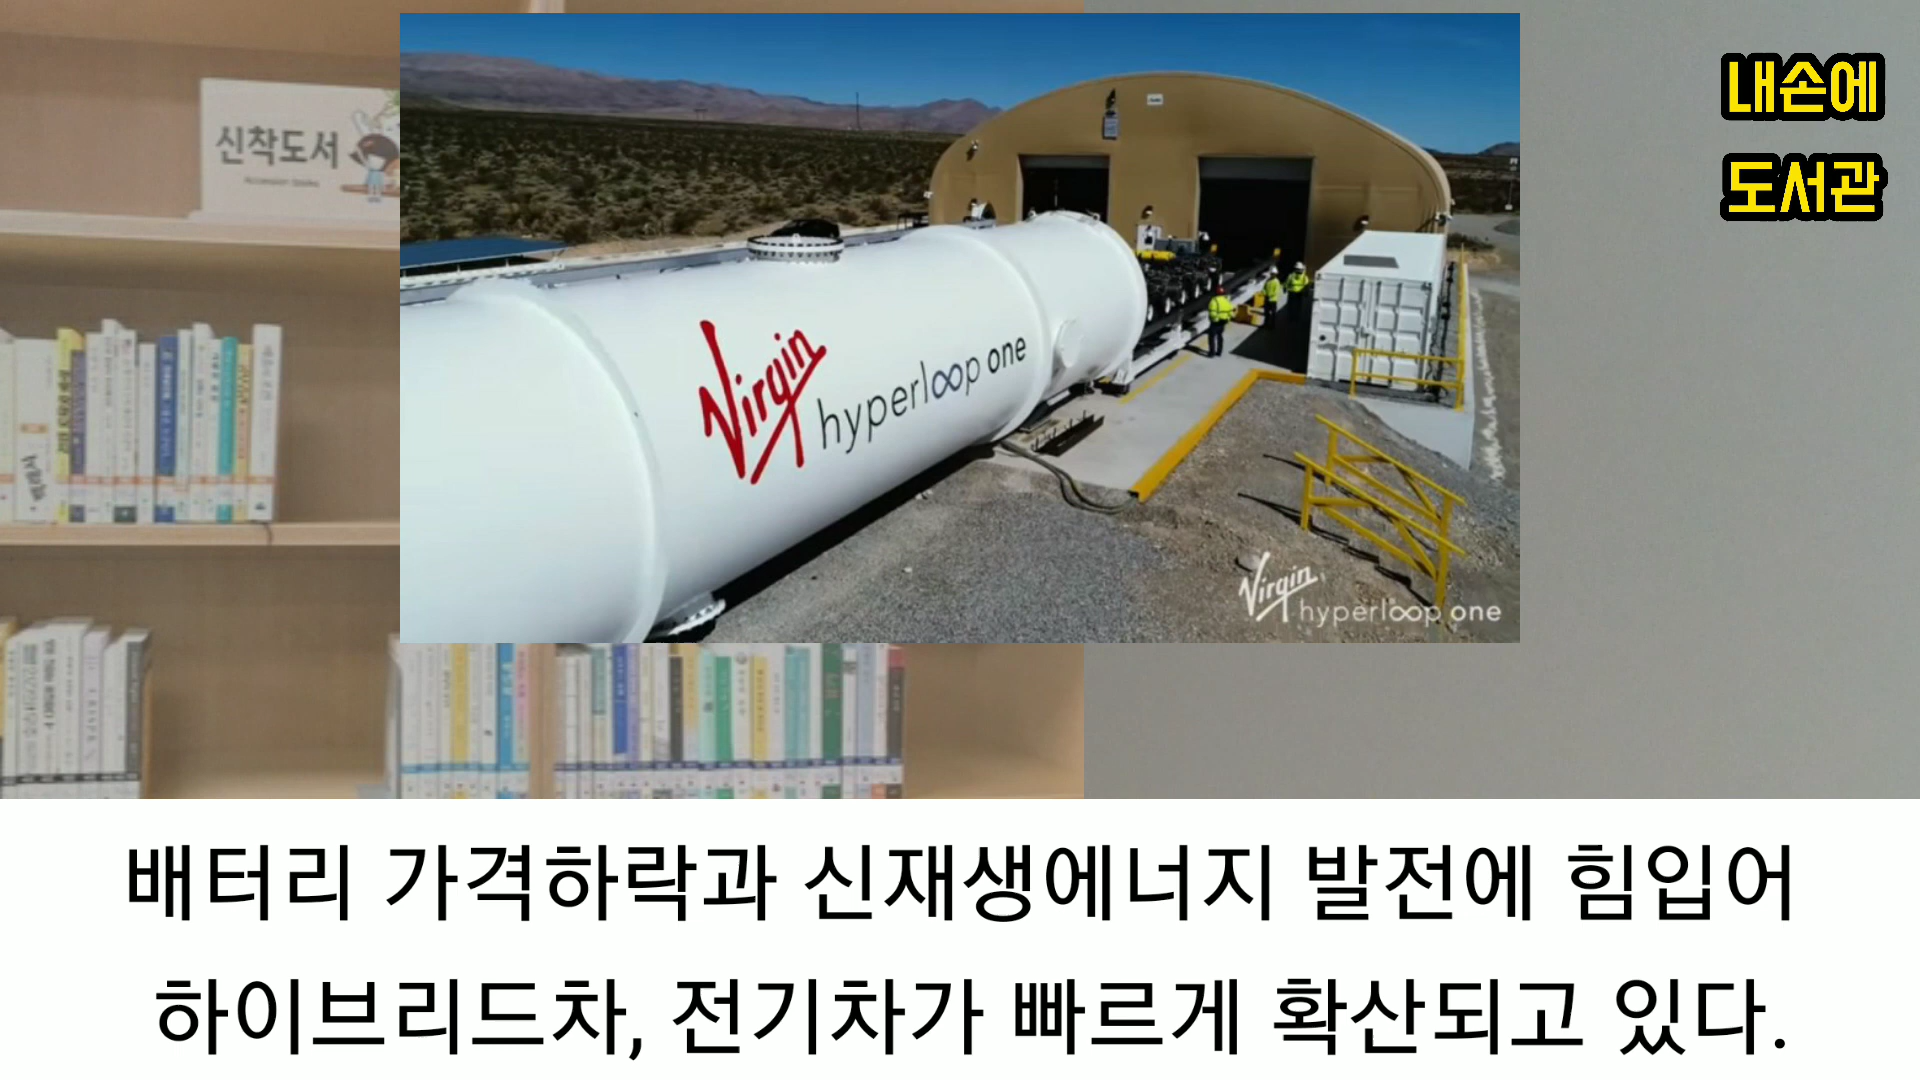 내손에
도서관
신착도서
Virgin
hyperloop one
Virgin
hyperloop one
배터리 가격하락과 신재생에너지 발전에 힘입어
하이브리드차, 전기차가 빠르게 확산되고 있다.